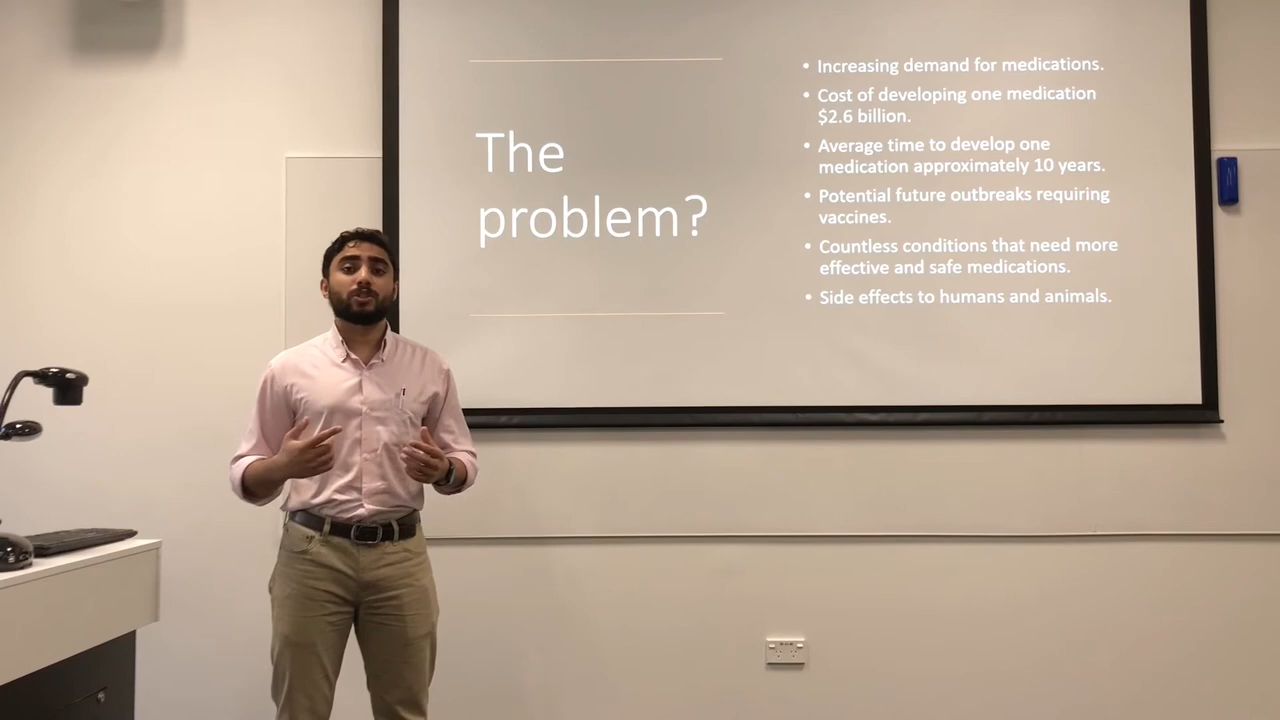 The
problem?
• Increasing demand for medications.
• Cost of developing one medication
$2.6 billion.
• Average time to develop one
medication approximately 10 years.
• Potential future outbreaks requiring
vaccines.
• Countless conditions that need more
effective and safe medications.
• Side effects to humans and animals.